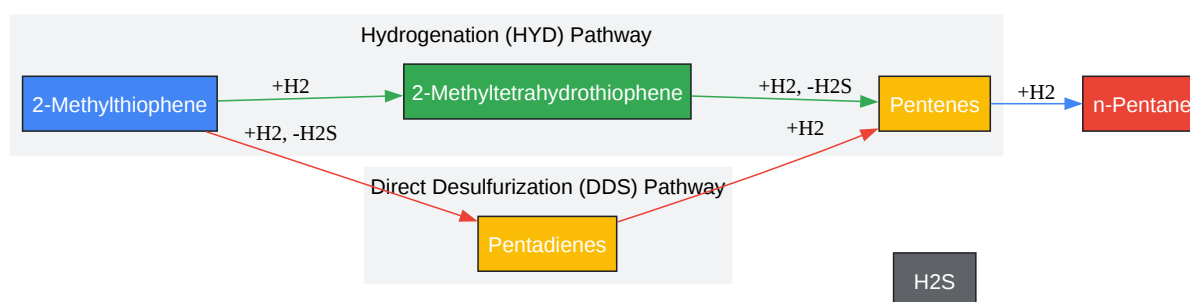 Hydrogenation (HYD) Pathway
2-Methylthiophene
+H2
2-Methyltetrahydrothiophene
+H2, -H2S
Pentenes
+H2
n-Pentane
+H2, -H2S
+H2
Direct Desulfurization (DDS) Pathway
Pentadienes
H2S